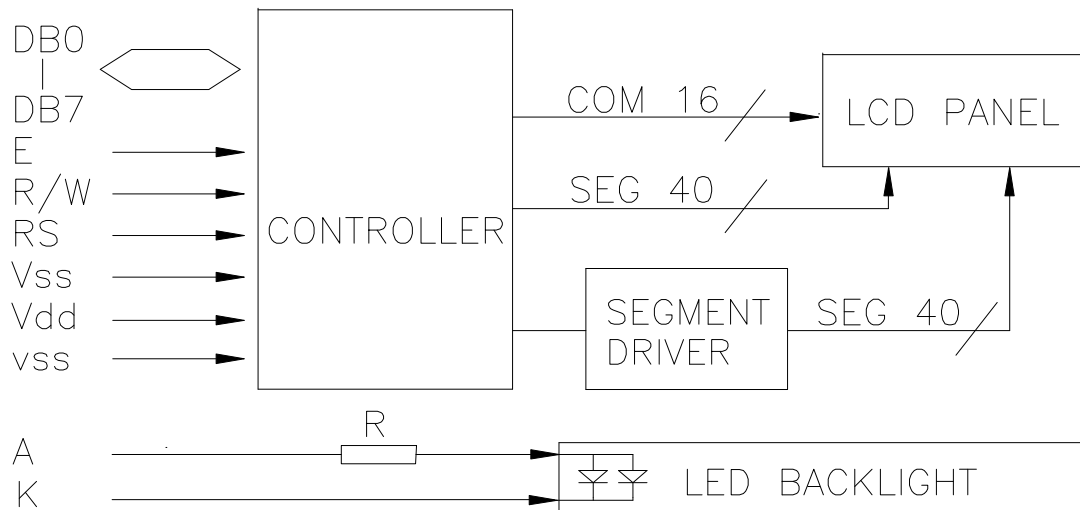 DB0
|
DB7
E
R/W
RS
Vss
Vdd
vss
CONTROLLER
COM 16
SEG 40
LCD PANEL
SEGMENT
DRIVER
SEG 40
R
A
K
LED BACKLIGHT